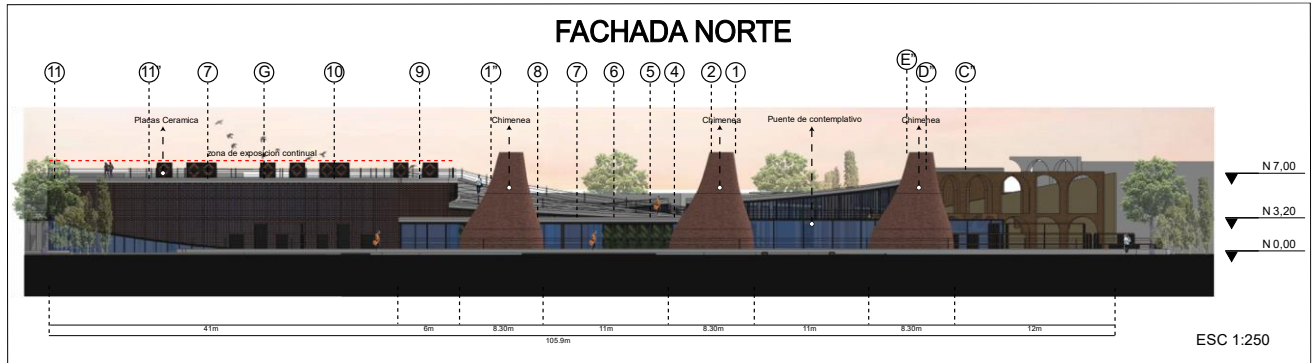 FACHADA NORTE
11
11"
7
G
10
9
1"
8
7
6
5
4
2
1
E"
D"
C"
Placas Ceramica
Chimenea
Chimenea
Puente de contemplativo
Chimenea
zona de exposicion continual
N 7,00
N 3,20
N 0,00
41m
6m
8.30m
11m
8.30m
11m
8.30m
12m
105.9m
ESC 1:250